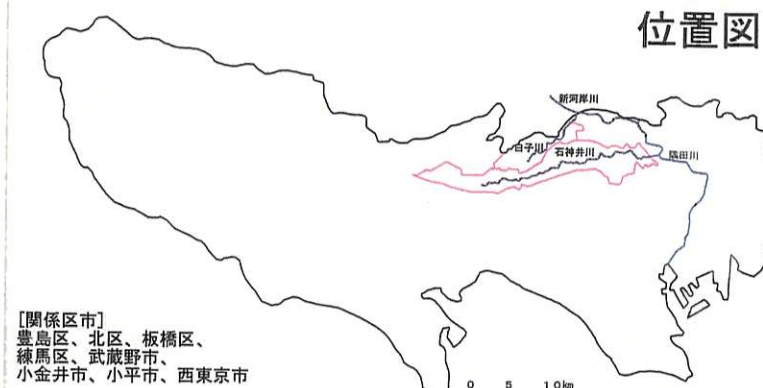 位置図
新河岸川
白子川
石神井川
隅田川
[関係区市]
豊島区、北区、板橋区、
練馬区、武蔵野市、
小金井市、小平市、西東京市
0 5 10km